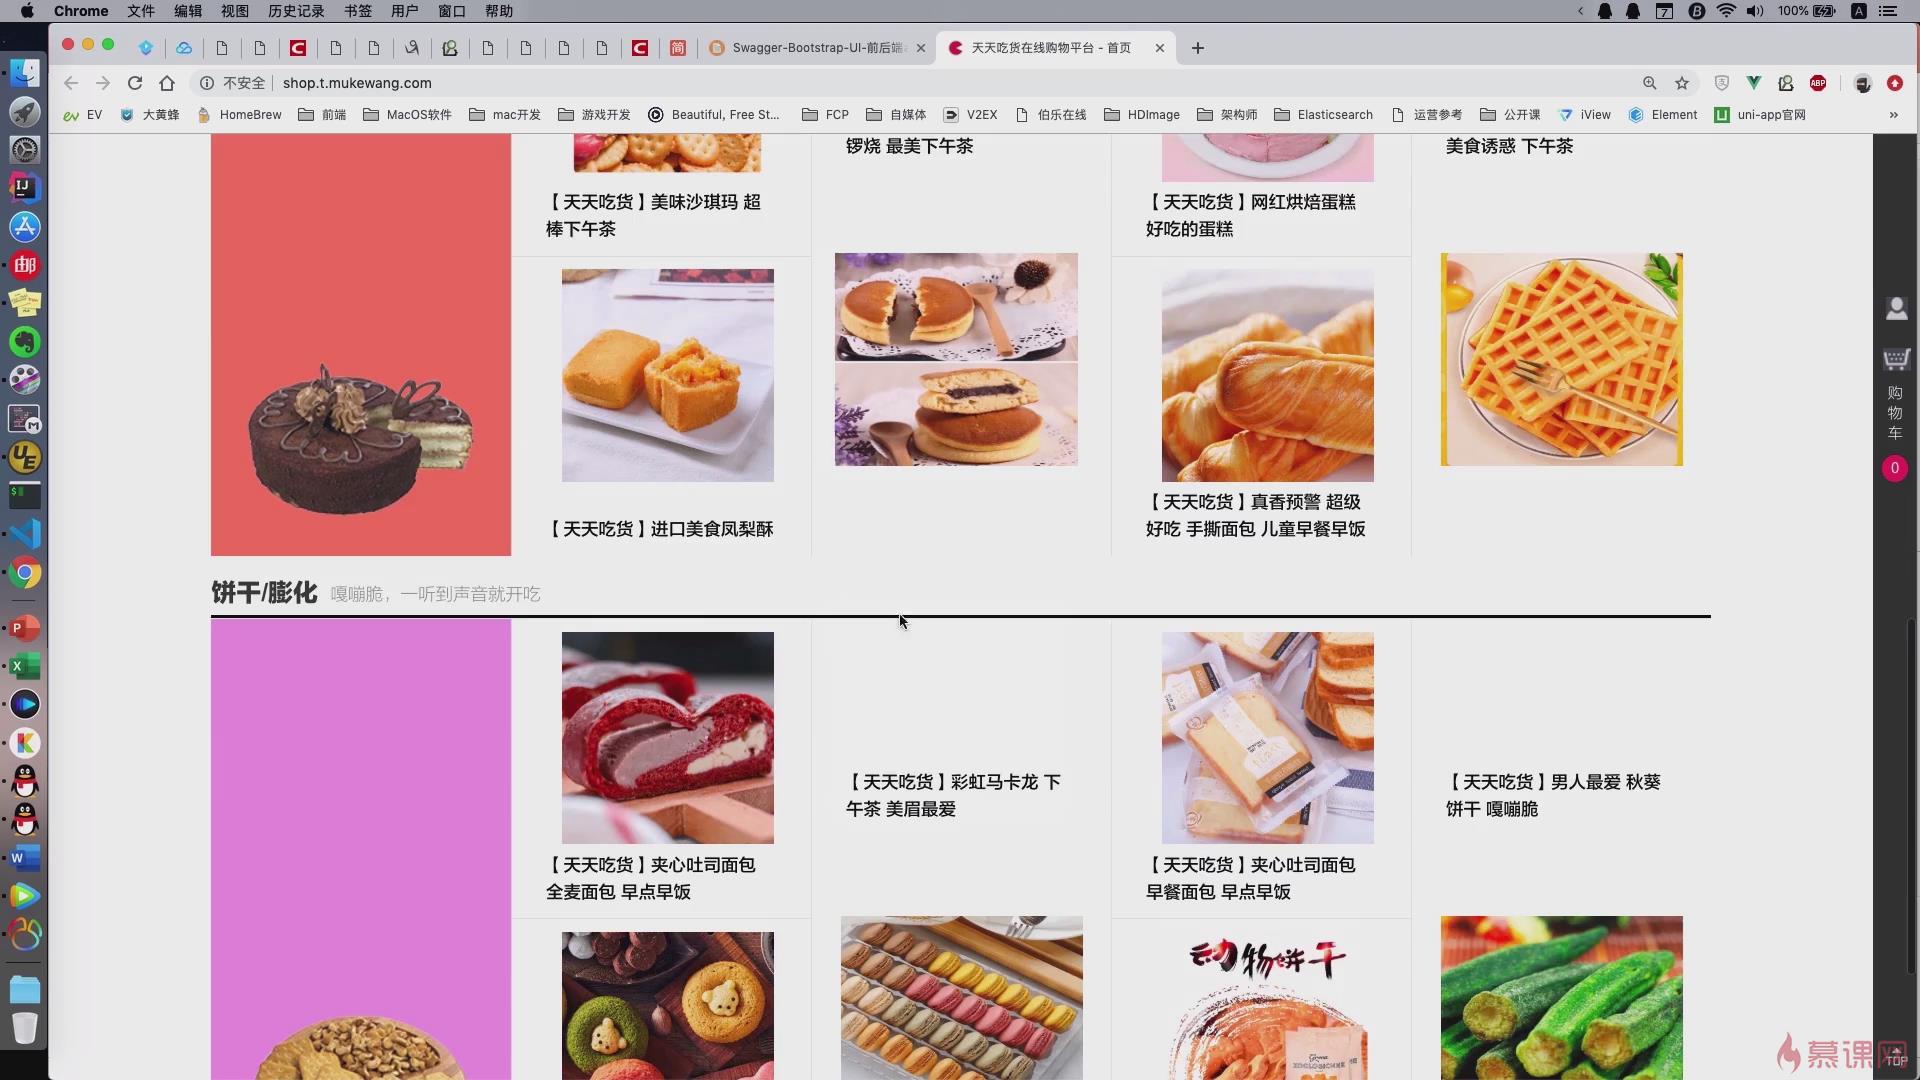 Chrome 文件 编辑 视图 历史记录 书签 用户 窗口 帮助
7
100%
A
Swagger-Bootstrap-UI-前后端
天天吃货在线购物平台 - 首页
不安全
shop.t.mukewang.com
ABP
EV 大黄蜂 HomeBrew 前端 MacOS软件 mac开发 游戏开发 Beautiful, Free St... FCP 自媒体 V2EX 伯乐在线 HDImage 架构师 Elasticsearch 运营参考 公开课 iView Element uni-app官网 »
锣烧 最美下午茶
美食诱惑 下午茶
【天天吃货】美味沙琪玛 超
棒下午茶
【天天吃货】网红烘焙蛋糕
好吃的蛋糕
【天天吃货】进口美食凤梨酥
【天天吃货】真香预警 超级
好吃 手撕面包 儿童早餐早饭
购
物
车
0
饼干/膨化 嘎嘣脆，一听到声音就开吃
【天天吃货】彩虹马卡龙 下
午茶 美眉最爱
【天天吃货】男人最爱 秋葵
饼干 嘎嘣脆
【天天吃货】夹心吐司面包
全麦面包 早点早饭
【天天吃货】夹心吐司面包
早餐面包 早点早饭
动物饼干
慕课网
TOP